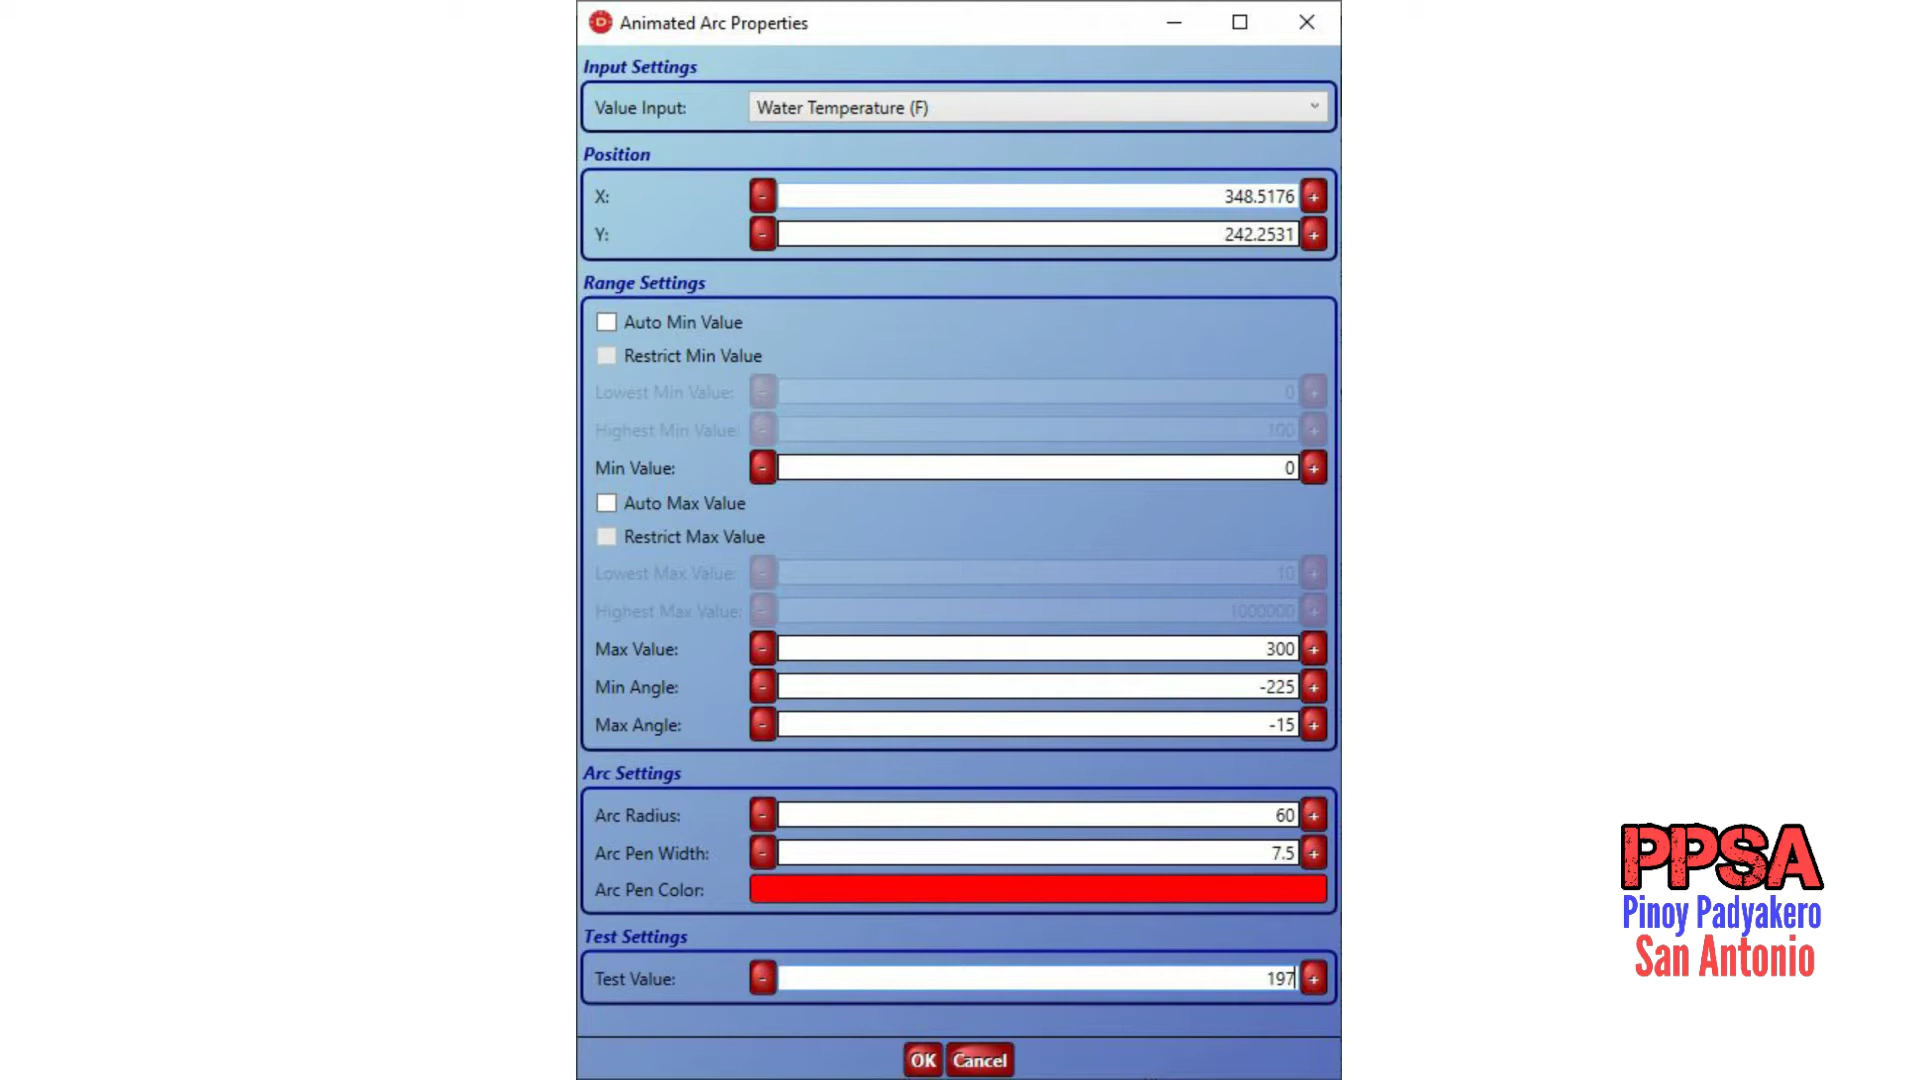 Animated Arc Properties
Input Settings
Value Input: Water Temperature (F)
Position
X: - 348.5176 +
Y: - 242.2531 +
Range Settings
Auto Min Value
Restrict Min Value
Lowest Min Value: - 0 +
Highest Min Value: - 100 +
Min Value: - 0 +
Auto Max Value
Restrict Max Value
Lowest Max Value: - 10 +
Highest Max Value: - 1000000 +
Max Value: - 300 +
Min Angle: - -225 +
Max Angle: - -15 +
Arc Settings
Arc Radius: - 60 +
Arc Pen Width: - 7.5 +
Arc Pen Color:
Test Settings
Test Value: - 197 +
OK Cancel
PPSA
Pinoy Padyakero
San Antonio